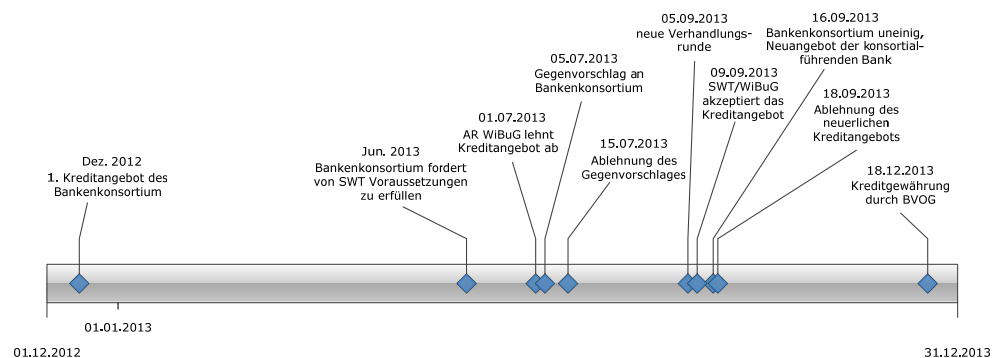 Dez. 2012
1. Kreditangebot des
Bankenkonsortium
Jun. 2013
Bankenkonsortium fordert
von SWT Voraussetzungen
zu erfüllen
01.07.2013
AR WiBuG lehnt
Kreditangebot ab
05.07.2013
Gegenvorschlag an
Bankenkonsortium
15.07.2013
Ablehnung des
Gegenvorschlages
05.09.2013
neue Verhandlungs-
runde
09.09.2013
SWT/WiBuG
akzeptiert das
Kreditangebot
16.09.2013
Bankenkonsortium uneinig,
Neuangebot der konsortial-
führenden Bank
18.09.2013
Ablehnung des
neuerlichen
Kreditangebots
18.12.2013
Kreditgewährung
durch BVOG
01.01.2013
01.12.2012
31.12.2013